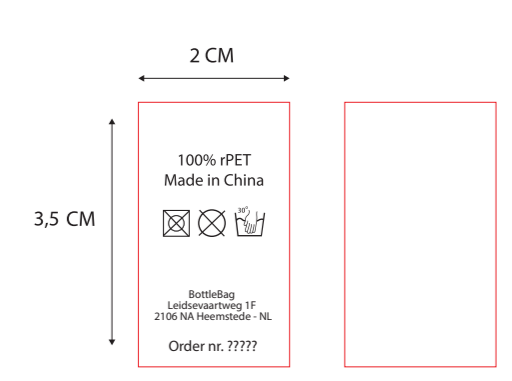 2 CM
3,5 CM
100% rPET
Made in China
30°
BottleBag
Leidsevaartweg 1F
2106 NA Heemstede - NL
Order nr. ?????